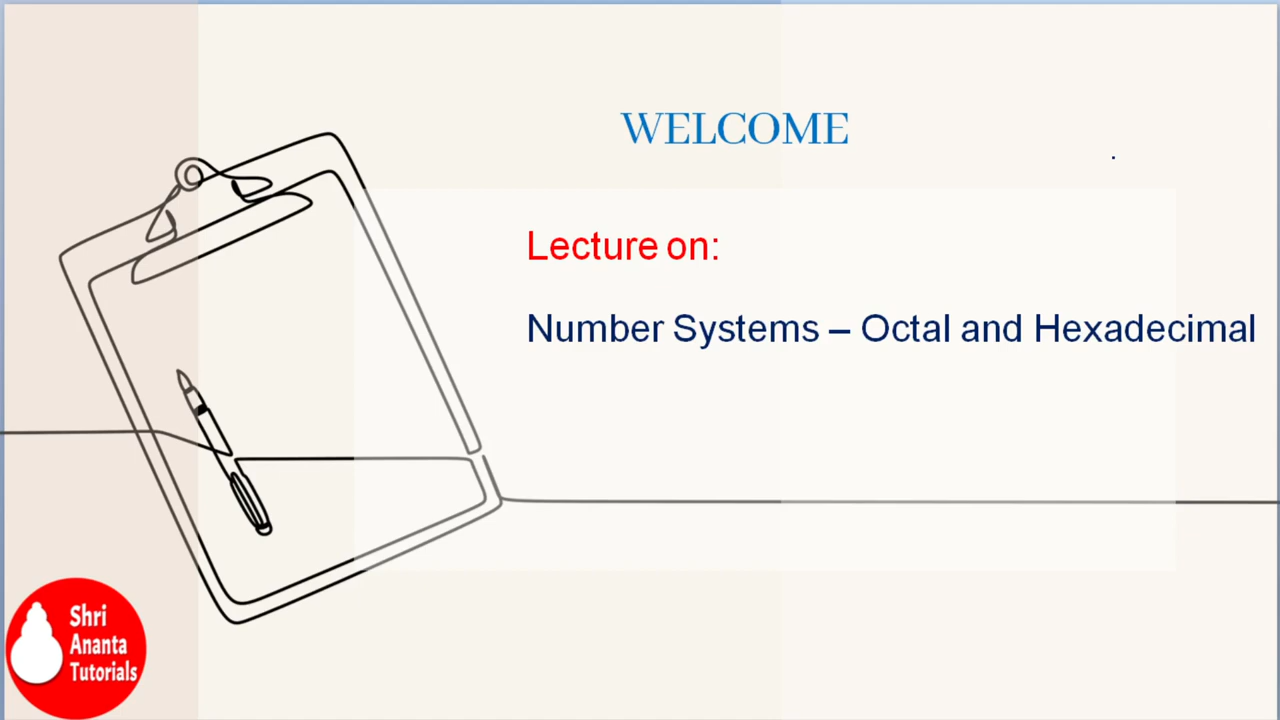 WELCOME
Lecture on:
Number Systems – Octal and Hexadecimal
Shri
Ananta
Tutorials